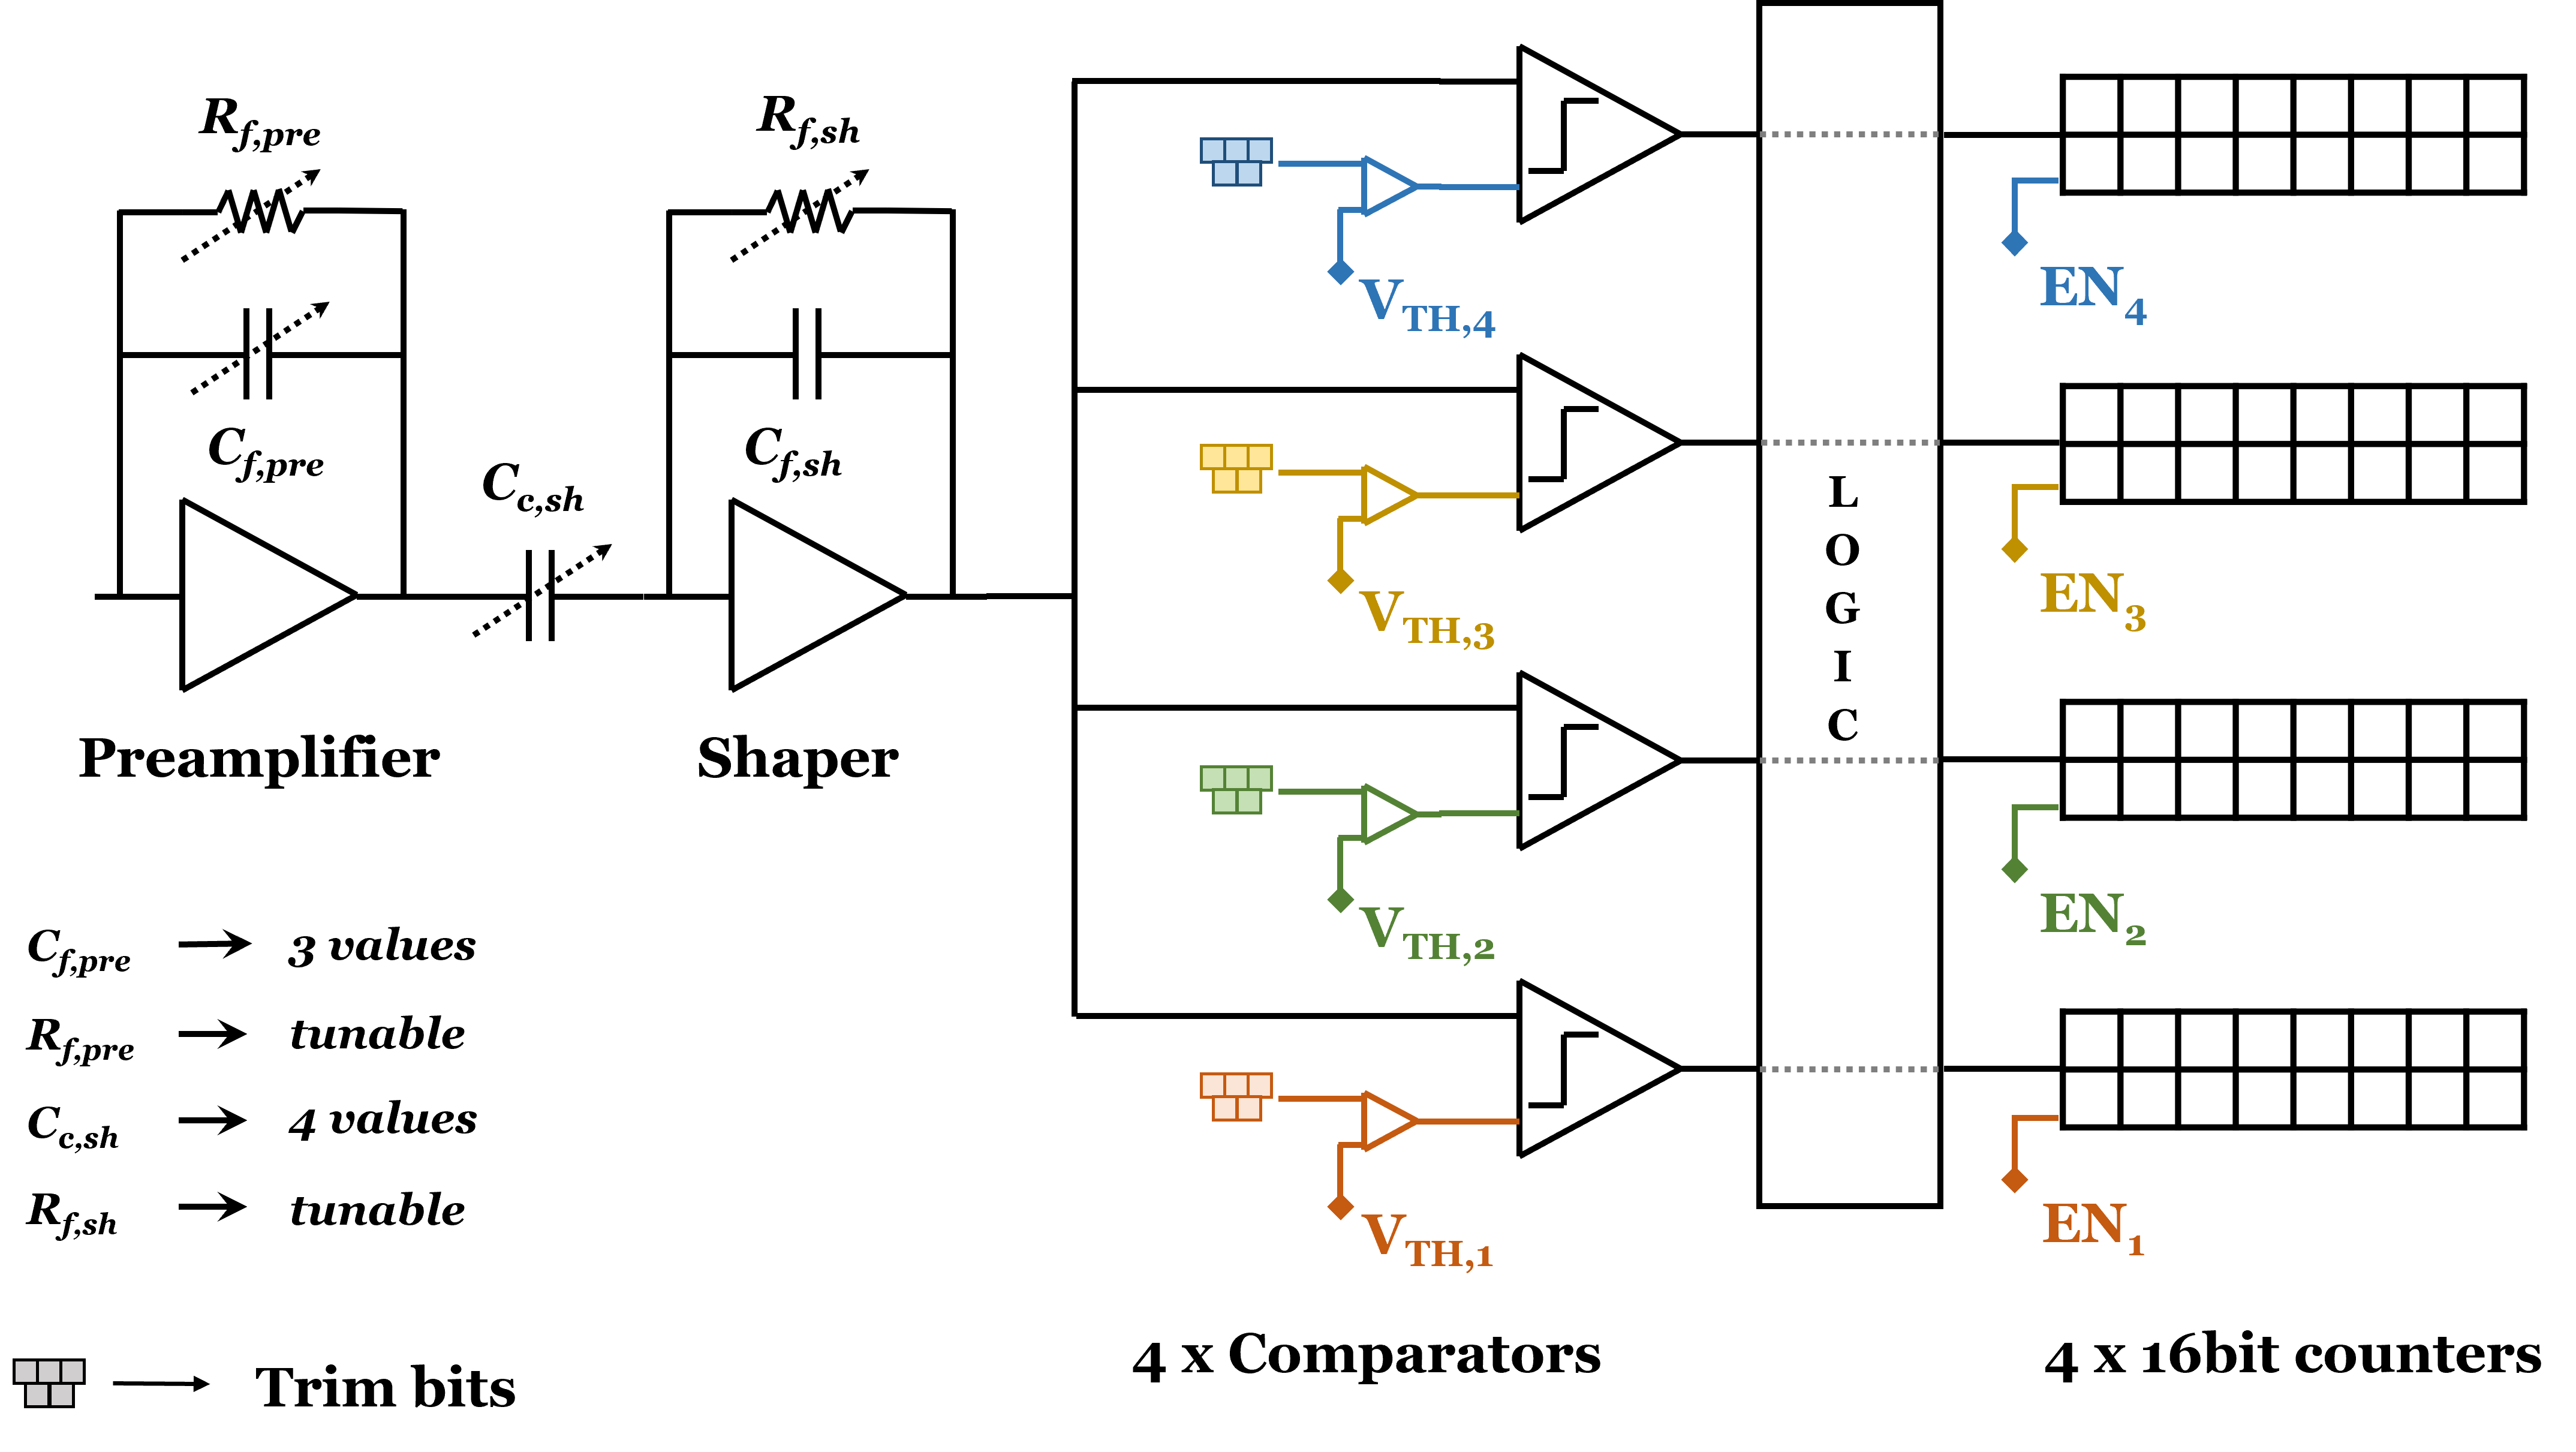 R_f,pre
C_f,pre
Preamplifier
C_c,sh
R_f,sh
C_f,sh
Shaper
V_TH,4
V_TH,3
V_TH,2
V_TH,1
4 x Comparators
L
O
G
I
C
EN_4
EN_3
EN_2
EN_1
4 x 16bit counters
C_f,pre → 3 values
R_f,pre → tunable
C_c,sh → 4 values
R_f,sh → tunable
→ Trim bits